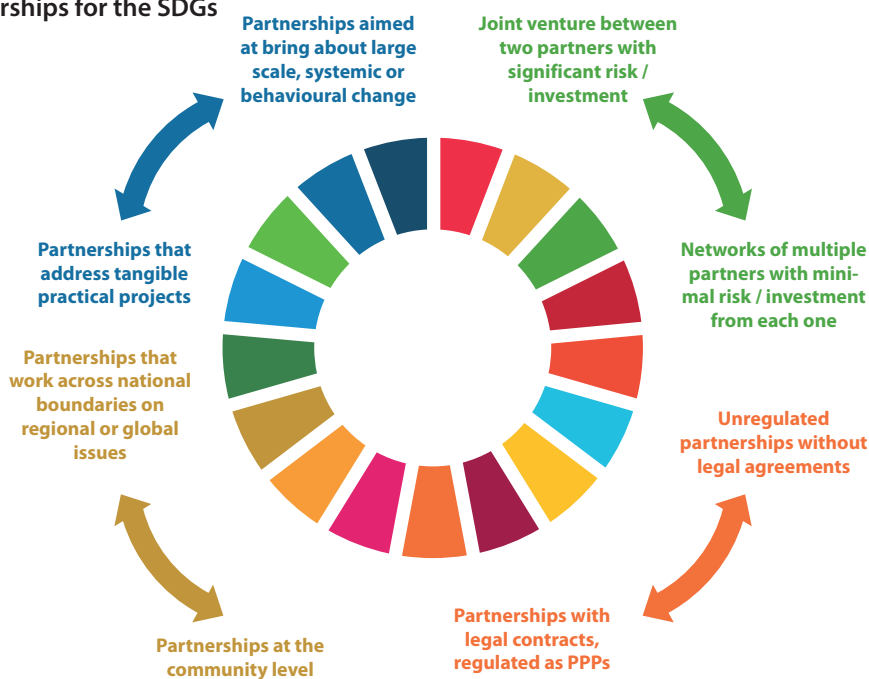 rships for the SDGs
Partnerships aimed
at bring about large
scale, systemic or
behavioural change
Joint venture between
two partners with
significant risk /
investment
Partnerships that
address tangible
practical projects
Networks of multiple
partners with mini-
mal risk / investment
from each one
Partnerships that
work across national
boundaries on
regional or global
issues
Unregulated
partnerships without
legal agreements
Partnerships at the
community level
Partnerships with
legal contracts,
regulated as PPPs